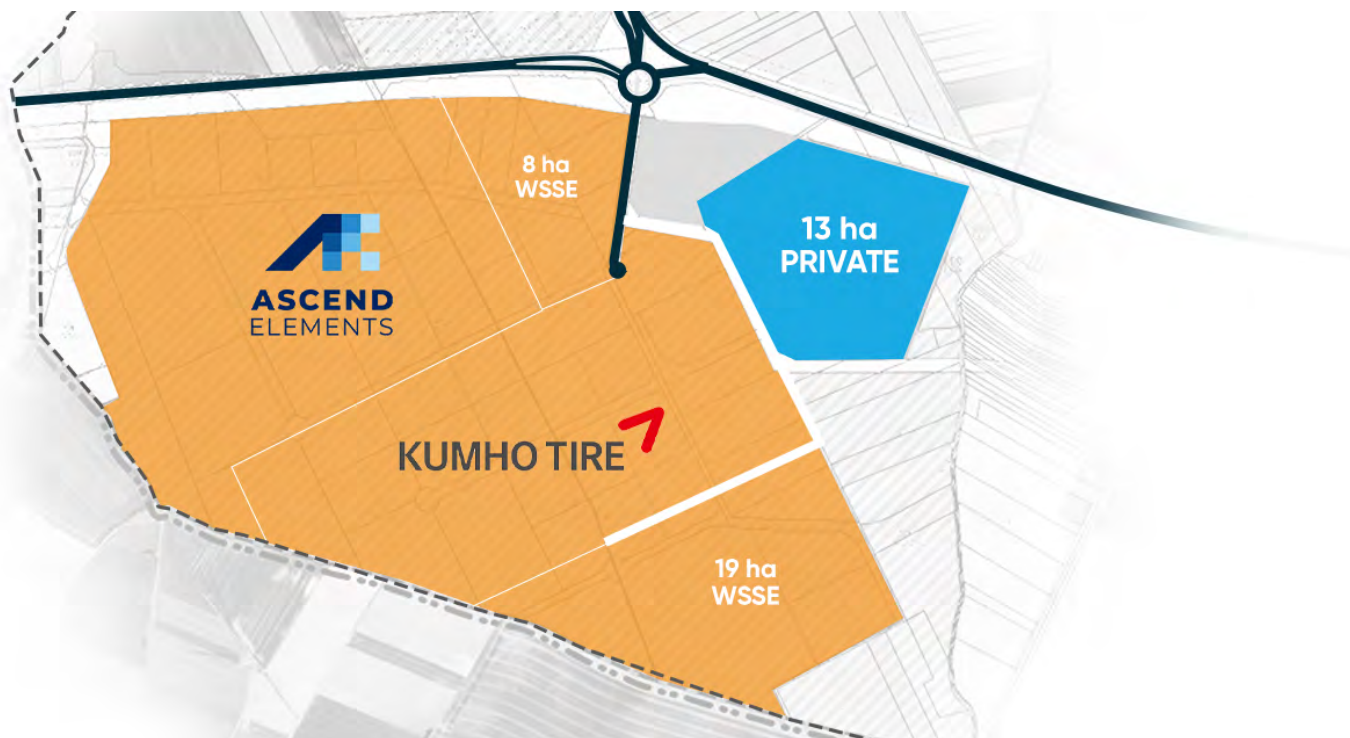 8 ha
WSSE
13 ha
PRIVATE
ASCEND
ELEMENTS
KUMHO TIRE
19 ha
WSSE